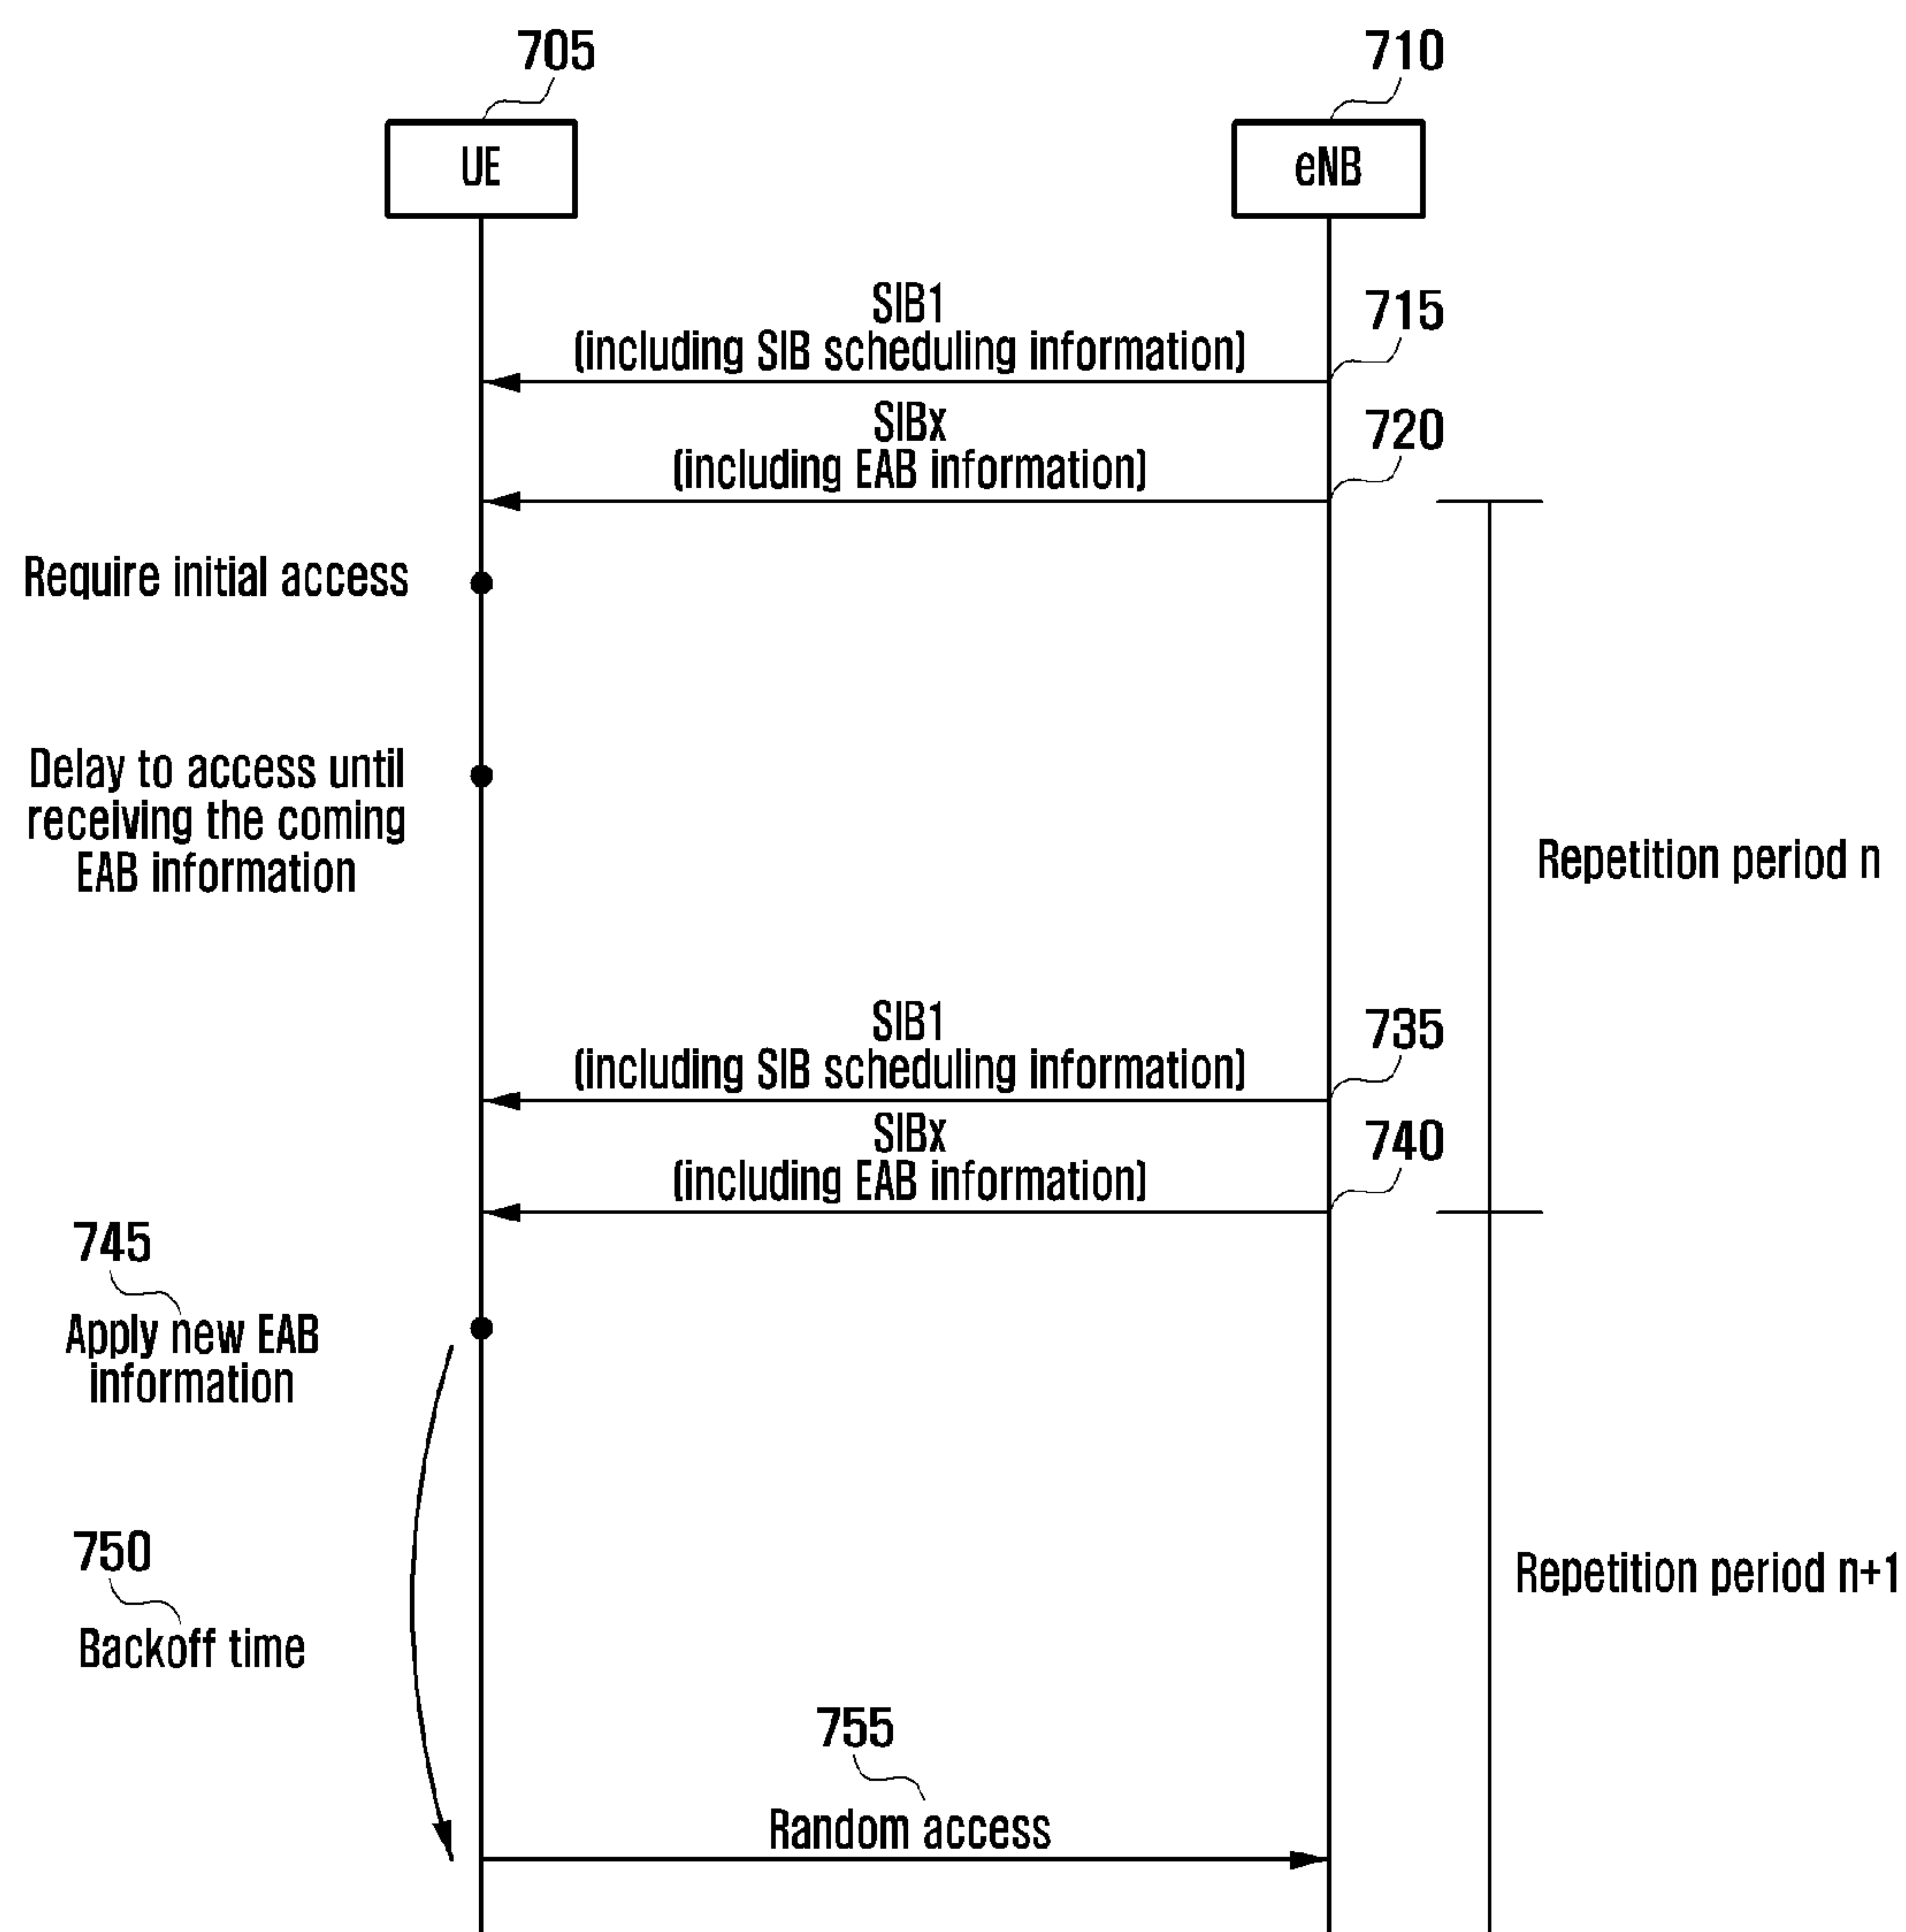 705
710
UE
eNB
SIB1
(including SIB scheduling information)
715
SIBx
(including EAB information)
720
Require initial access
Delay to access until
receiving the coming
EAB information
Repetition period n
SIB1
(including SIB scheduling information)
735
SIBx
(including EAB information)
740
745
Apply new EAB
information
750
Backoff time
Repetition period n+1
755
Random access